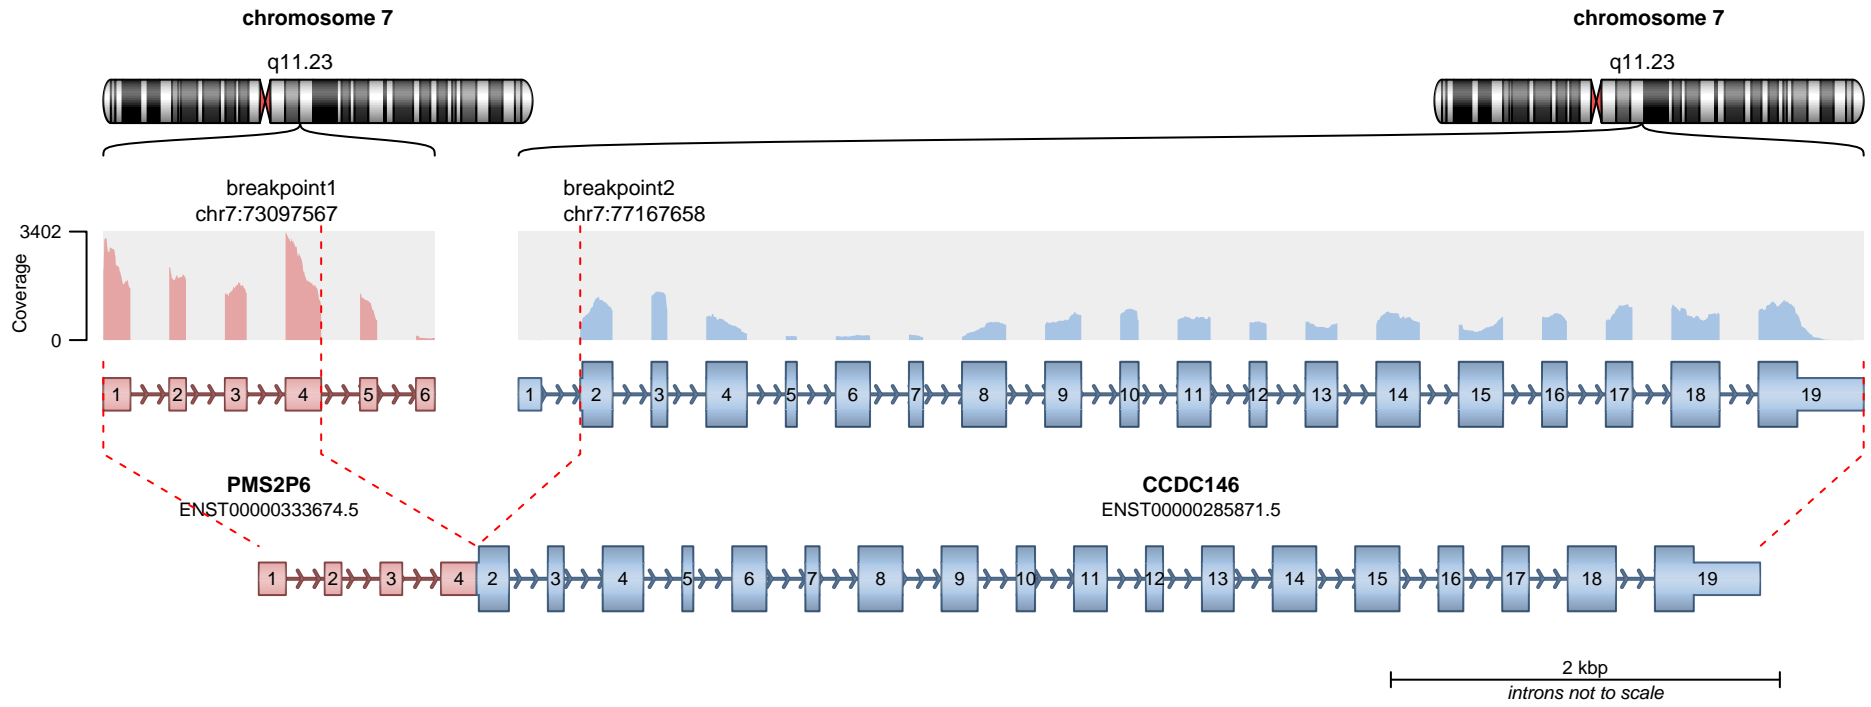 chromosome 7
chromosome 7
q11.23
q11.23
breakpoint1
chr7:73097567
breakpoint2
chr7:77167658
3402
Coverage
0
1 2 3 4 5 6
1 2 3 4 5 6 7 8 9 10 11 12 13 14 15 16 17 18 19
PMS2P6
ENST00000333674.5
CCDC146
ENST00000285871.5
1 2 3 4 2 3 4 5 6 7 8 9 10 11 12 13 14 15 16 17 18 19
2 kbp
introns not to scale